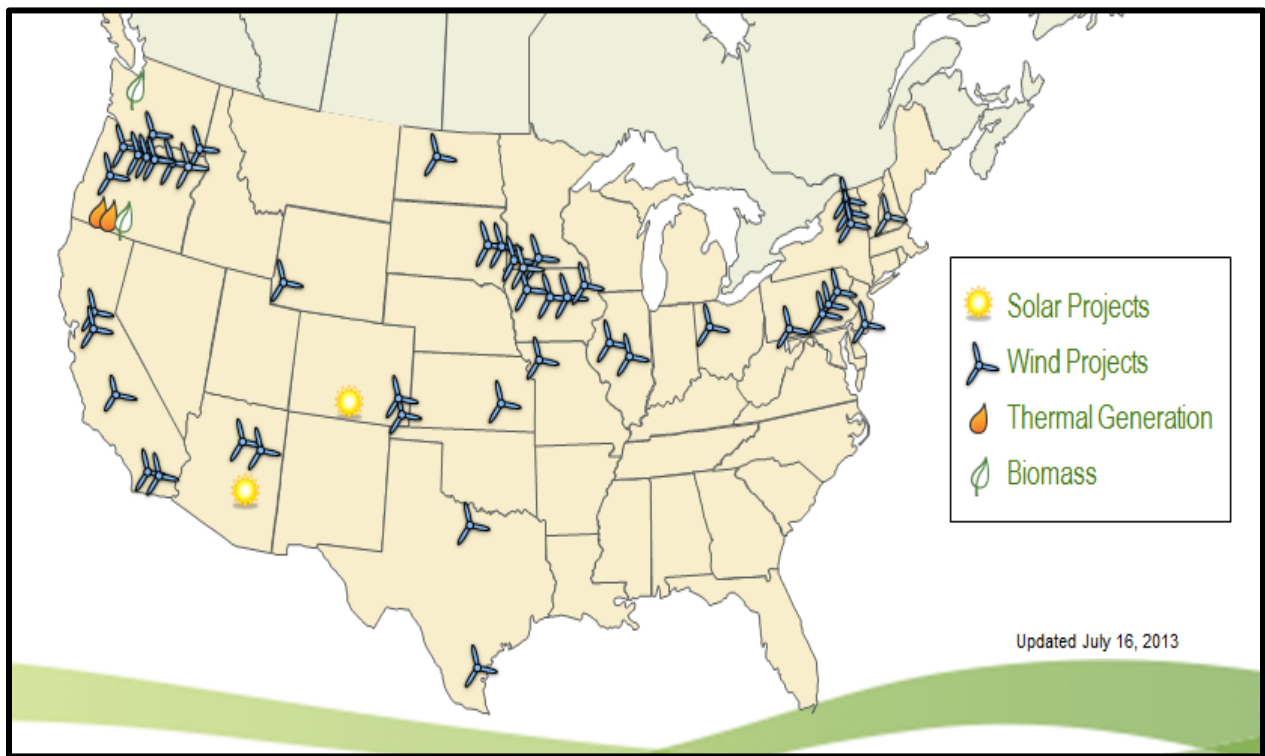 Solar Projects
Wind Projects
Thermal Generation
Biomass
Updated July 16, 2013